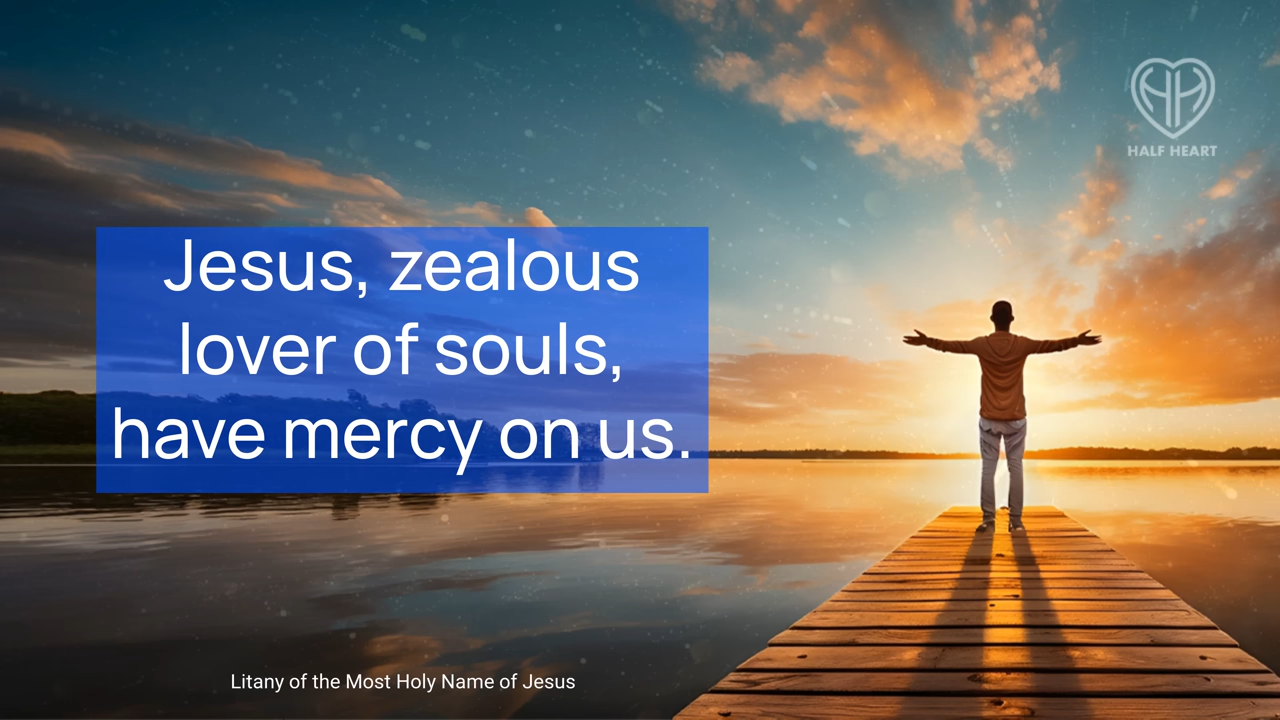 HALF HEART
Jesus, zealous
lover of souls,
have mercy on us.
Litany of the Most Holy Name of Jesus